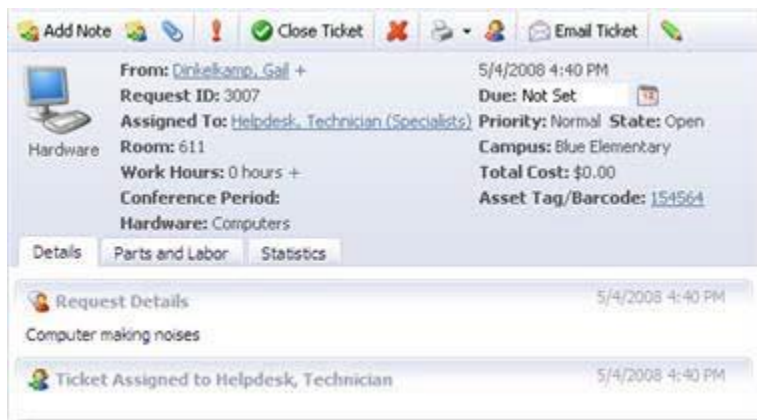 Add Note Close Ticket Email Ticket
From: Dinkelkamp, Gail + 5/4/2008 4:40 PM
Request ID: 3007 Due: Not Set
Assigned To: Helpdesk, Technician (Specialists) Priority: Normal State: Open
Hardware Room: 611 Campus: Blue Elementary
Work Hours: 0 hours + Total Cost: $0.00
Conference Period: Asset Tag/Barcode: 154564
Hardware: Computers
Details Parts and Labor Statistics
Request Details 5/4/2008 4:40 PM
Computer making noises
Ticket Assigned to Helpdesk, Technician 5/4/2008 4:40 PM